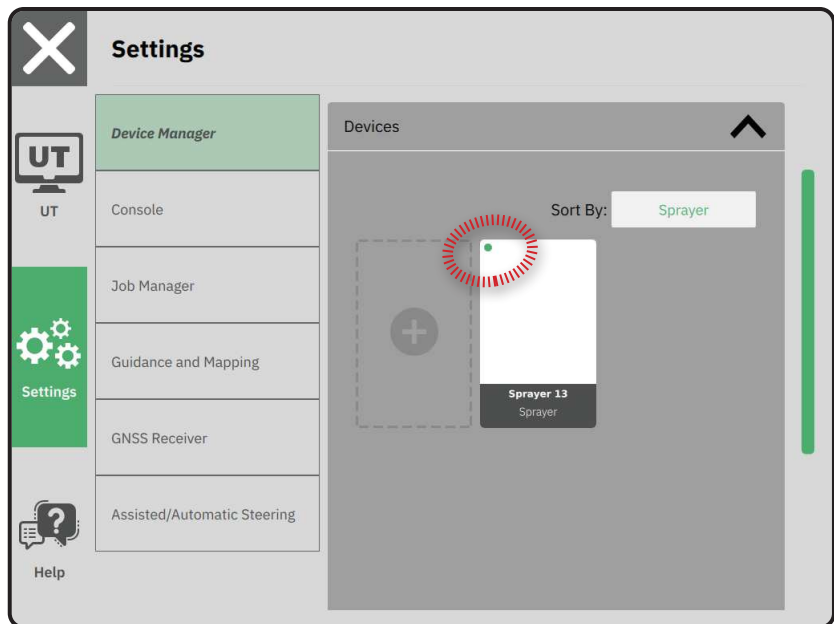 Settings
UT
UT
Settings
?
Help
Device Manager
Console
Job Manager
Guidance and Mapping
GNSS Receiver
Assisted/Automatic Steering
Devices
Sort By: Sprayer
Sprayer 13
Sprayer